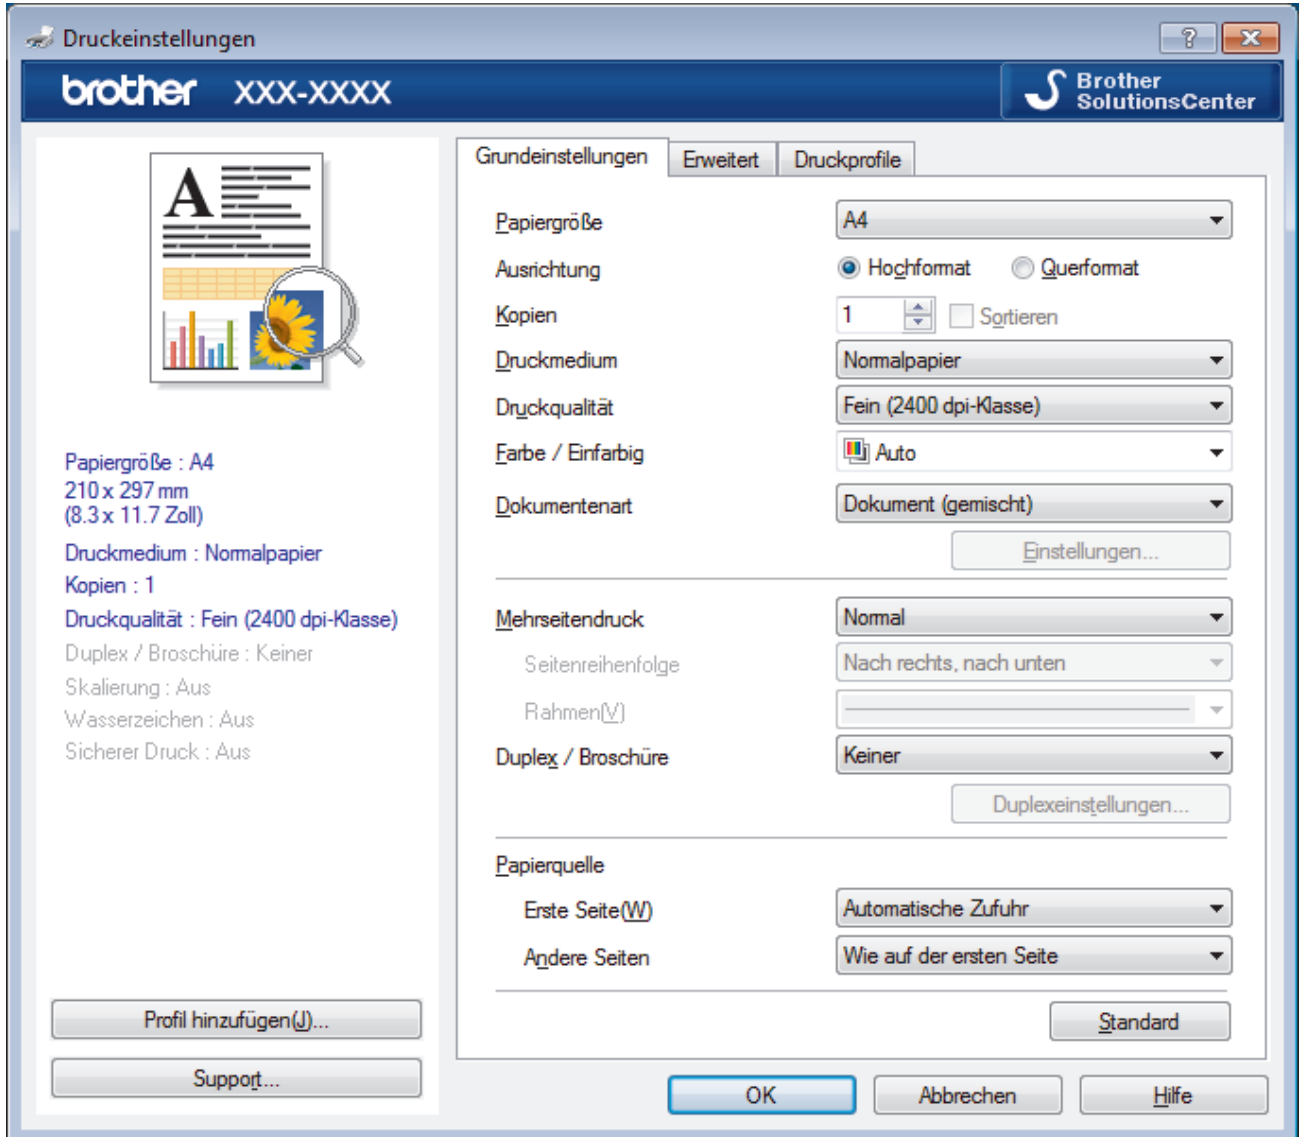 Druckeinstellungen
brother XXX-XXXX
Brother
SolutionsCenter
A
Papiergröße : A4
210 x 297 mm
(8.3 x 11.7 Zoll)
Druckmedium : Normalpapier
Kopien : 1
Druckqualität : Fein (2400 dpi-Klasse)
Duplex / Broschüre : Keiner
Skalierung : Aus
Wasserzeichen : Aus
Sicherer Druck : Aus
Profil hinzufügen(J)...
Support...
Grundeinstellungen Erweitert Druckprofile
Papiergröße A4
Ausrichtung Hochformat Querformat
Kopien 1 Sortieren
Druckmedium Normalpapier
Druckqualität Fein (2400 dpi-Klasse)
Farbe / Einfarbig Auto
Dokumentenart Dokument (gemischt)
Einstellungen...
Mehrseitendruck Normal
Seitenreihenfolge Nach rechts, nach unten
Rahmen(V)
Duplex / Broschüre Keiner
Duplexeinstellungen...
Papierquelle
Erste Seite(W) Automatische Zufuhr
Andere Seiten Wie auf der ersten Seite
Standard
OK Abbrechen Hilfe